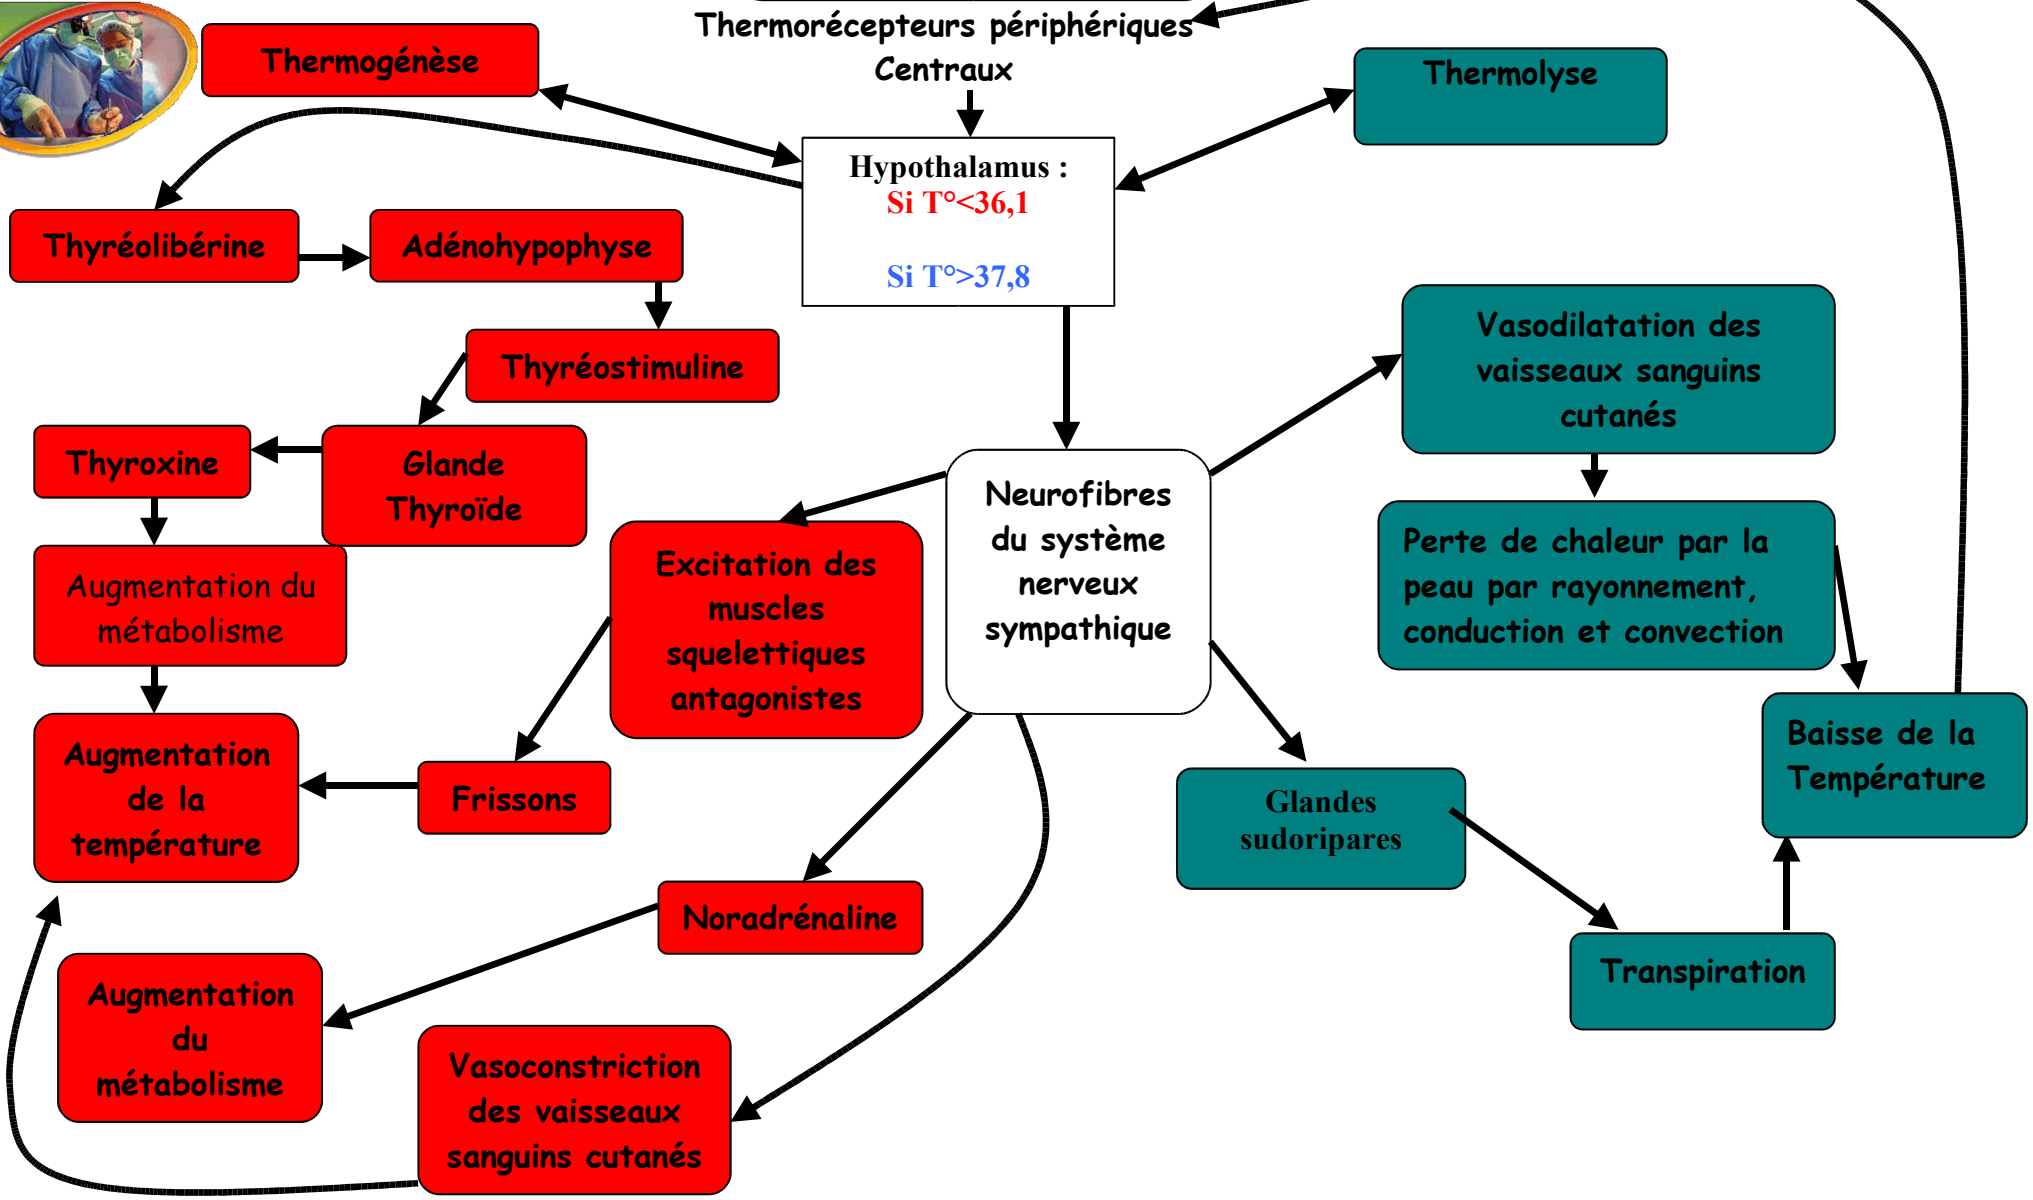 Thermorécepteurs périphériques
Centraux
Thermogénèse
Thermolyse
Hypothalamus :
Si T°<36,1
Si T°>37,8
Thyréolibérine
Adénohypophyse
Thyréostimuline
Thyroxine
Glande
Thyroïde
Augmentation du
métabolisme
Augmentation
de la
température
Excitation des
muscles
squelettiques
antagonistes
Frissons
Neurofibres
du système
nerveux
sympathique
Noradrénaline
Augmentation
du
métabolisme
Vasoconstriction
des vaisseaux
sanguins cutanés
Vasodilatation des
vaisseaux sanguins
cutanés
Perte de chaleur par la
peau par rayonnement,
conduction et convection
Baisse de la
Température
Glandes
sudoripares
Transpiration